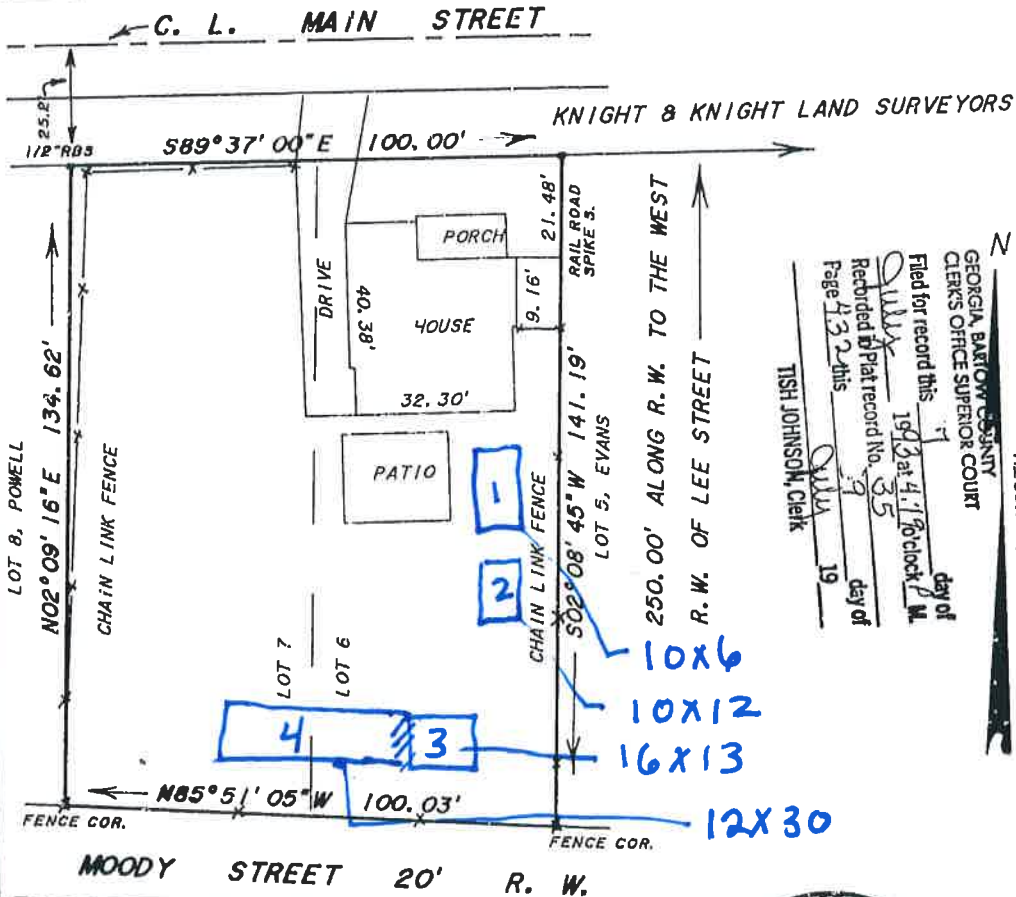 C. L. MAIN STREET
25.2'
1/2"RBS
S89°37'00"E 100.00'
KNIGHT & KNIGHT LAND SURVEYORS
N
GEORGIA, BARTOW COUNTY
CLERK'S OFFICE SUPERIOR COURT
Filed for record this 7 day of
July 1993 at o'clock P M.
Recorded in Plat record No. 35
Page 432 this 9 day of
July 19
TISH JOHNSON, Clerk
LOT 8, POWELL
N02°09'16"E 134.62'
CHAIN LINK FENCE
DRIVE
40.38'
PORCH
HOUSE
32.30'
21.48'
RAIL ROAD
SPIKE S.
9.16'
PATIO
1
2
CHAIN LINK FENCE
S02°08'45"W 141.19'
LOT 5, EVANS
250.00' ALONG R.W. TO THE WEST
R.W. OF LEE STREET
LOT 7
LOT 6
4
3
10X6
10X12
16X13
12X30
N85°51'05"W 100.03'
FENCE COR.
FENCE COR.
MOODY STREET 20' R. W.